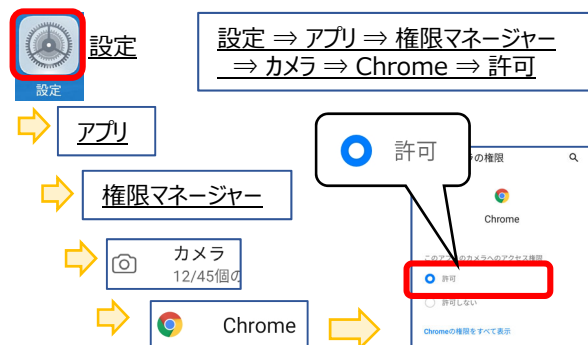 設定
設定
設定 ⇒ アプリ ⇒ 権限マネージャー
⇒ カメラ ⇒ Chrome ⇒ 許可
アプリ
権限マネージャー
カメラ
12/45個の
Chrome
許可
の権限
Chrome
このアプリのカメラへのアクセス権限
許可
許可しない
Chromeの権限をすべて表示